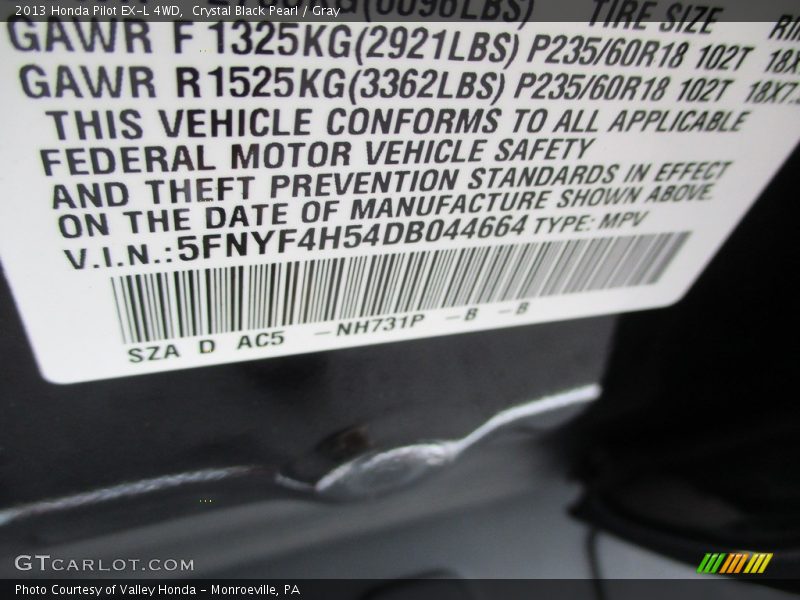 2013 Honda Pilot EX-L 4WD, Crystal Black Pearl / Gray
TIRE SIZE
GAWR F 1325KG(2921LBS) P235/60R18 102T 18X
GAWR R 1525KG(3362LBS) P235/60R18 102T 18X7.
THIS VEHICLE CONFORMS TO ALL APPLICABLE
FEDERAL MOTOR VEHICLE SAFETY
AND THEFT PREVENTION STANDARDS IN EFFECT
ON THE DATE OF MANUFACTURE SHOWN ABOVE.
V.I.N.:5FNYF4H54DB044664 TYPE: MPV
SZA D AC5 -NH731P -B -B
GTCARLOT.COM
Photo Courtesy of Valley Honda - Monroeville, PA